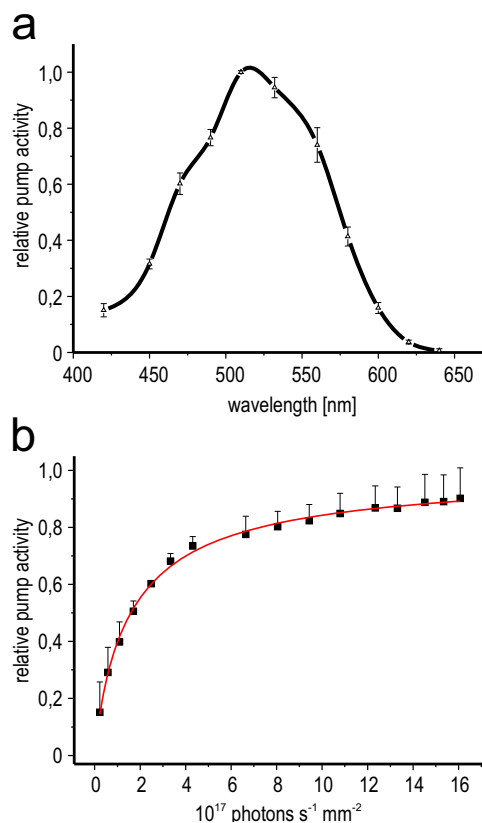 a
relative pump activity
1,0
0,8
0,6
0,4
0,2
0
400 450 500 550 600 650
wavelength [nm]
b
relative pump activity
1,0
0,8
0,6
0,4
0,2
0
0 2 4 6 8 10 12 14 16
10¹⁷ photons s⁻¹ mm⁻²